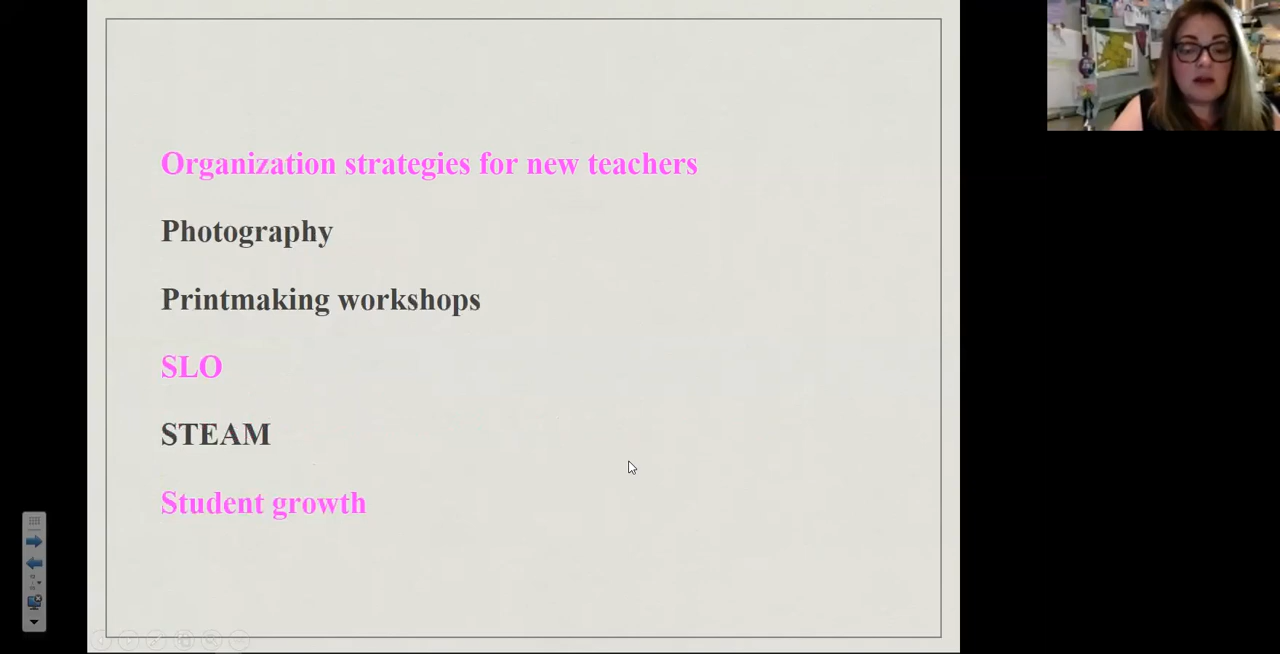 Organization strategies for new teachers
Photography
Printmaking workshops
SLO
STEAM
Student growth